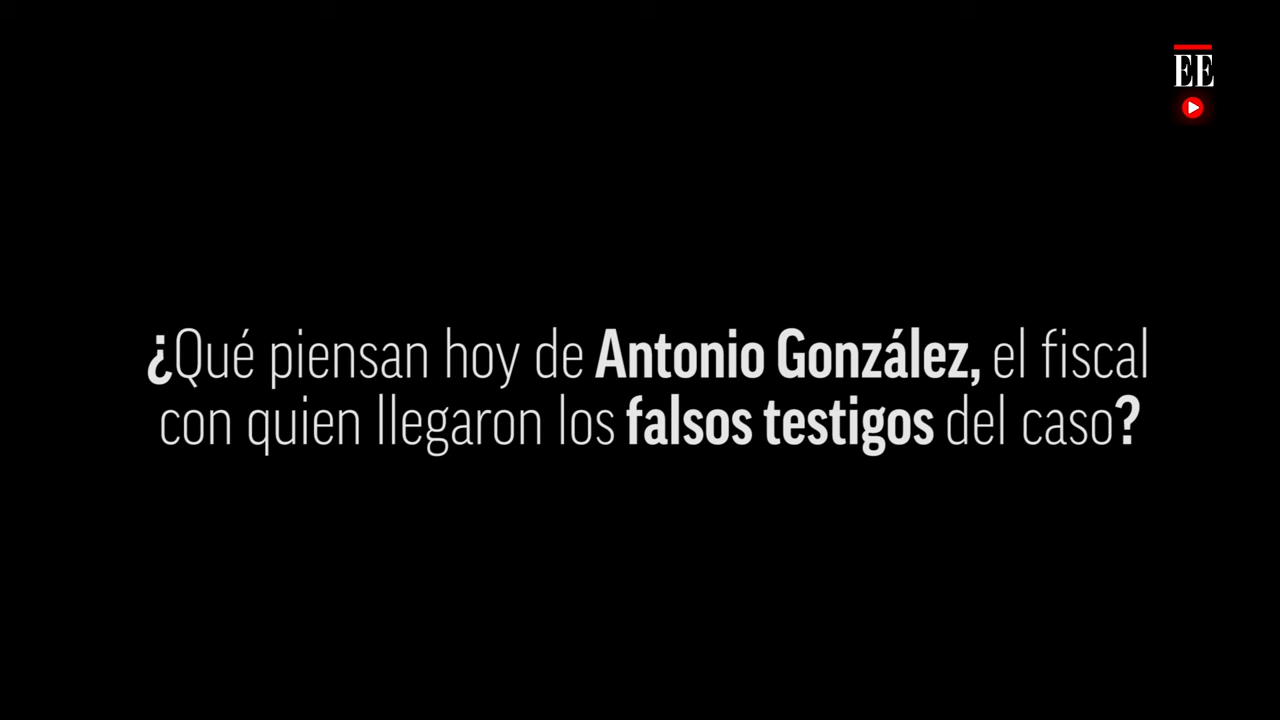 EE
¿Qué piensan hoy de Antonio González, el fiscal
con quien llegaron los falsos testigos del caso?